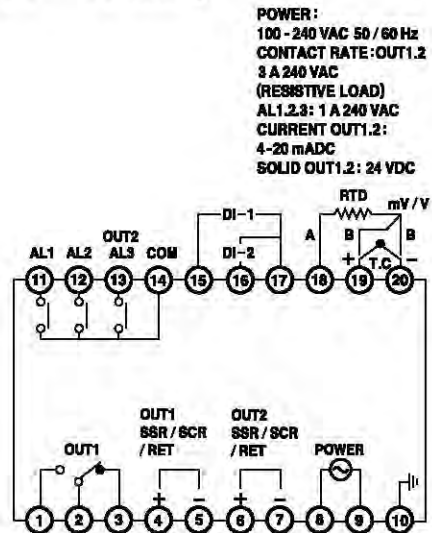 POWER:
100 - 240 VAC 50 / 60 Hz
CONTACT RATE:OUT1.2
3 A 240 VAC
(RESISTIVE LOAD)
AL1.2.3: 1 A 240 VAC
CURRENT OUT1.2:
4-20 mADC
SOLID OUT1.2: 24 VDC
RTD
mV / V
DI-1
A B B
DI-2
+ T.C -
OUT2
AL1 AL2 AL3 COM
11 12 13 14 15 16 17 18 19 20
OUT1 OUT2
SSR / SCR SSR / SCR
OUT1 / RET / RET POWER
+ - + -
1 2 3 4 5 6 7 8 9 10